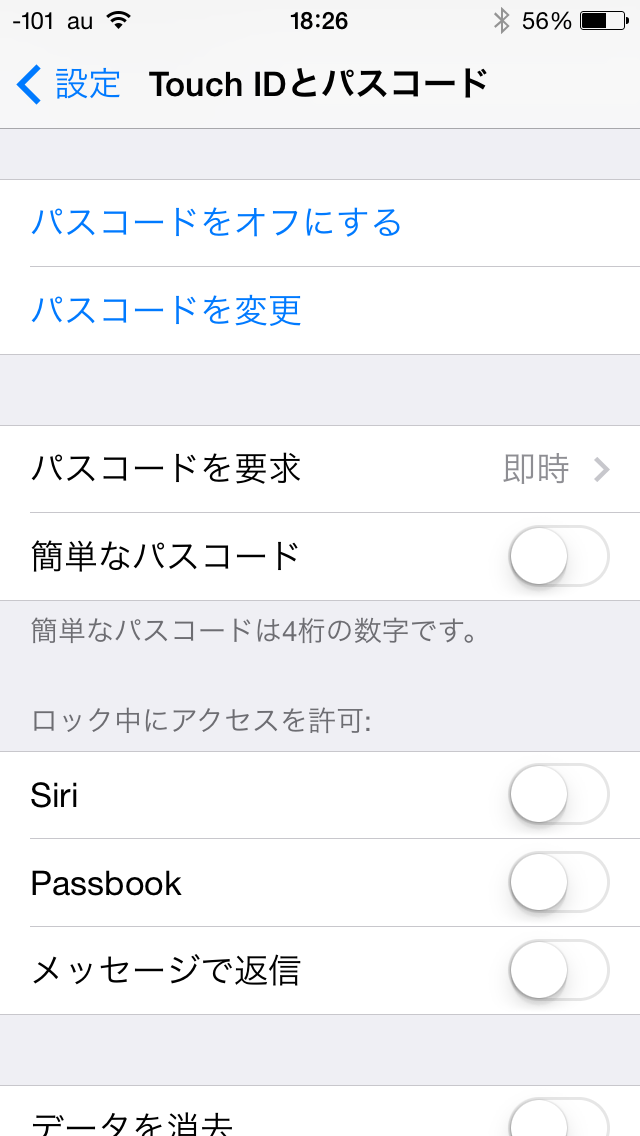 -101 au 18:26 56%
設定 Touch IDとパスコード
パスコードをオフにする
パスコードを変更
パスコードを要求 即時
簡単なパスコード
簡単なパスコードは4桁の数字です。
ロック中にアクセスを許可:
Siri
Passbook
メッセージで返信
データを消去